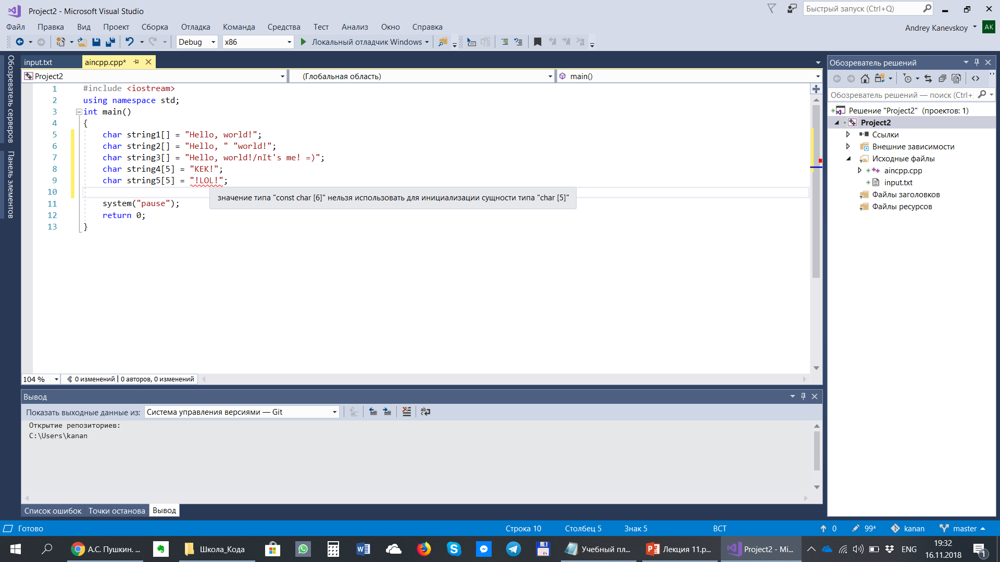 Project2 - Microsoft Visual Studio
Быстрый запуск (Ctrl+Q)
Файл Правка Вид Проект Сборка Отладка Команда Средства Тест Анализ Окно Справка
Andrey Kanevskoy AK
Debug x86 Локальный отладчик Windows
Обозреватель серверов
Панель элементов
input.txt aincpp.cpp*
Project2 (Глобальная область) main()
1 #include <iostream>
2 using namespace std;
3 int main()
4 {
5 char string1[] = "Hello, world!";
6 char string2[] = "Hello, " "world!";
7 char string3[] = "Hello, world!/nIt's me! =)";
8 char string4[5] = "KEK!";
9 char string5[5] = "!LOL!";
10
значение типа "const char [6]" нельзя использовать для инициализации сущности типа "char [5]"
11 system("pause");
12 return 0;
13 }
104 % 0 изменений | 0 авторов, 0 изменений
Вывод
Показать выходные данные из: Система управления версиями — Git
Открытие репозиториев:
C:\Users\kanan
Список ошибок Точки останова Вывод
Обозреватель решений
Обозреватель решений — поиск (Ctrl+
Решение "Project2" (проектов: 1)
Project2
Ссылки
Внешние зависимости
Исходные файлы
aincpp.cpp
input.txt
Файлы заголовков
Файлы ресурсов
Готово Строка 10 Столбец 5 Знак 5 ВСТ 0 99* kanan master
А.С. Пушкин. ... Школа_Кода 64 Учебный пл... Лекция 11.p... Project2 - Mi... ENG 19:32
16.11.2018 1